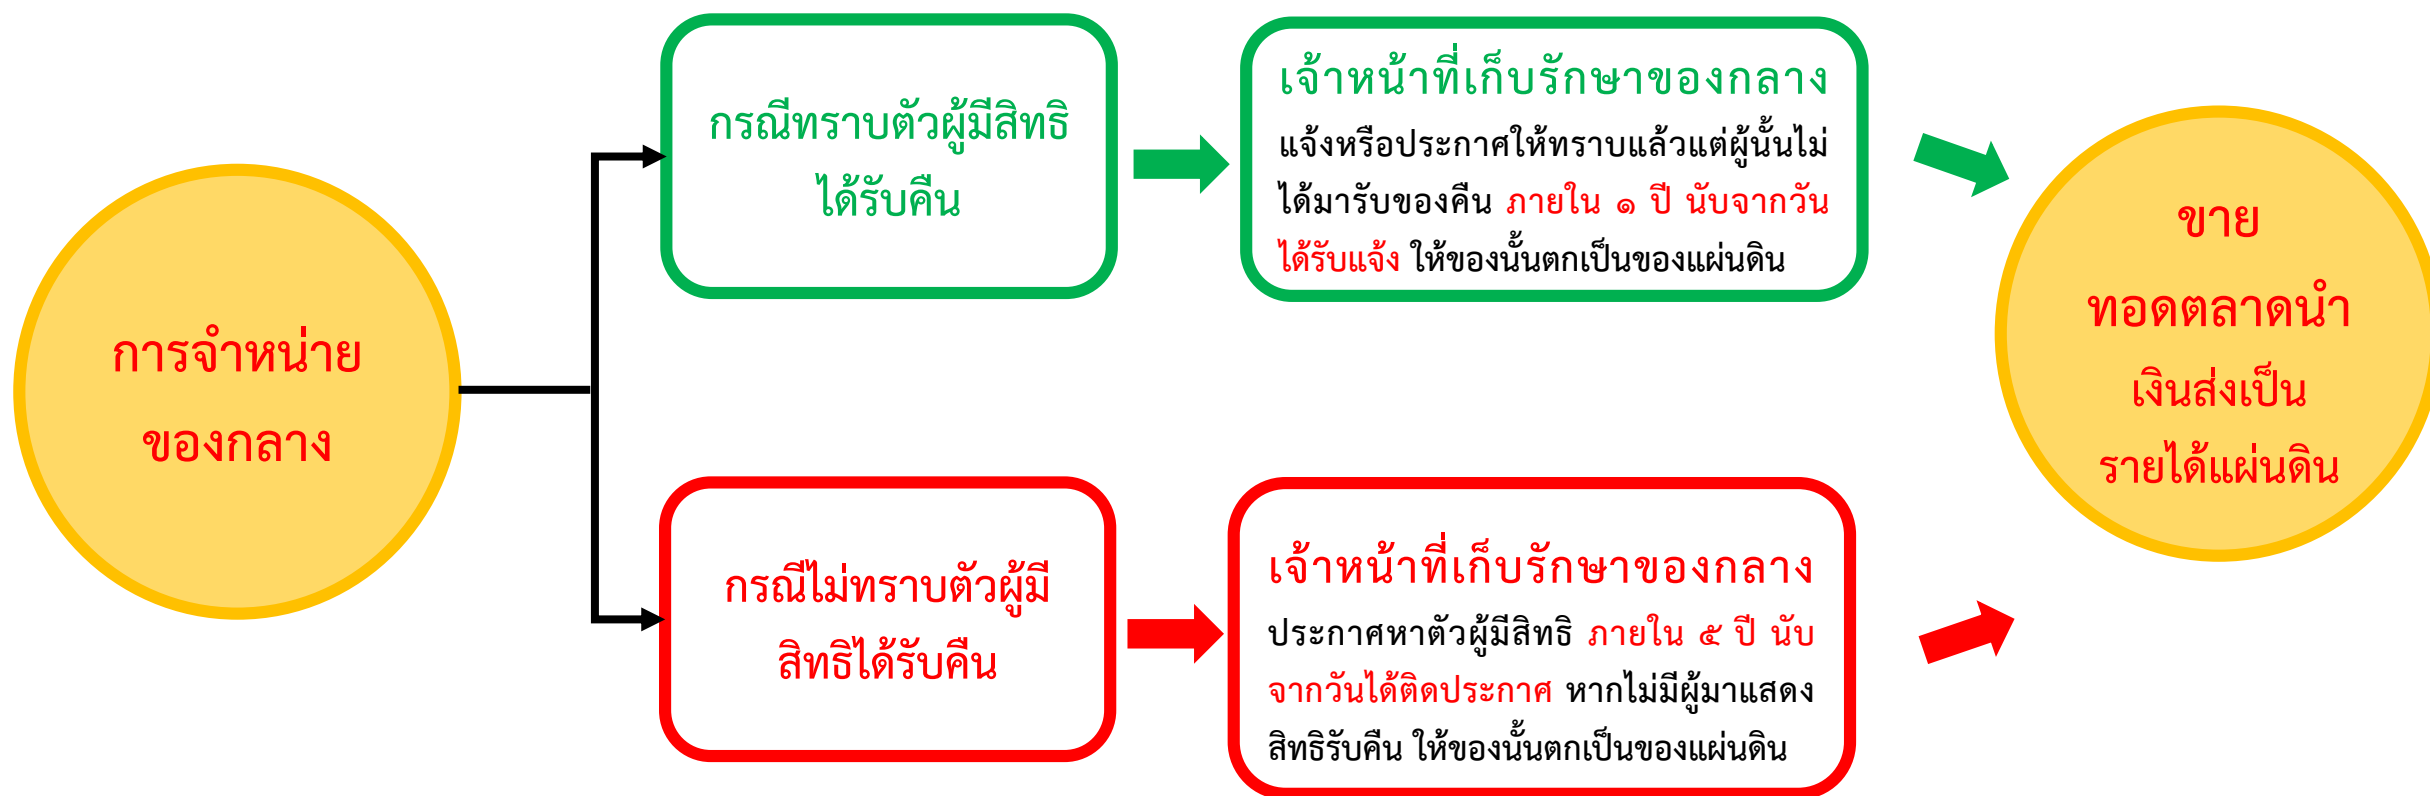 การจำหน่าย
ของกลาง
กรณีทราบตัวผู้มีสิทธิ
ได้รับคืน
เจ้าหน้าที่เก็บรักษาของกลาง
แจ้งหรือประกาศให้ทราบแล้วแต่ผู้นั้นไม่
ได้มารับของคืน ภายใน ๑ ปี นับจากวัน
ได้รับแจ้ง ให้ของนั้นตกเป็นของแผ่นดิน
กรณีไม่ทราบตัวผู้มี
สิทธิได้รับคืน
เจ้าหน้าที่เก็บรักษาของกลาง
ประกาศหาตัวผู้มีสิทธิ ภายใน ๕ ปี นับ
จากวันได้ติดประกาศ หากไม่มีผู้มาแสดง
สิทธิรับคืน ให้ของนั้นตกเป็นของแผ่นดิน
ขาย
ทอดตลาดนำ
เงินส่งเป็น
รายได้แผ่นดิน